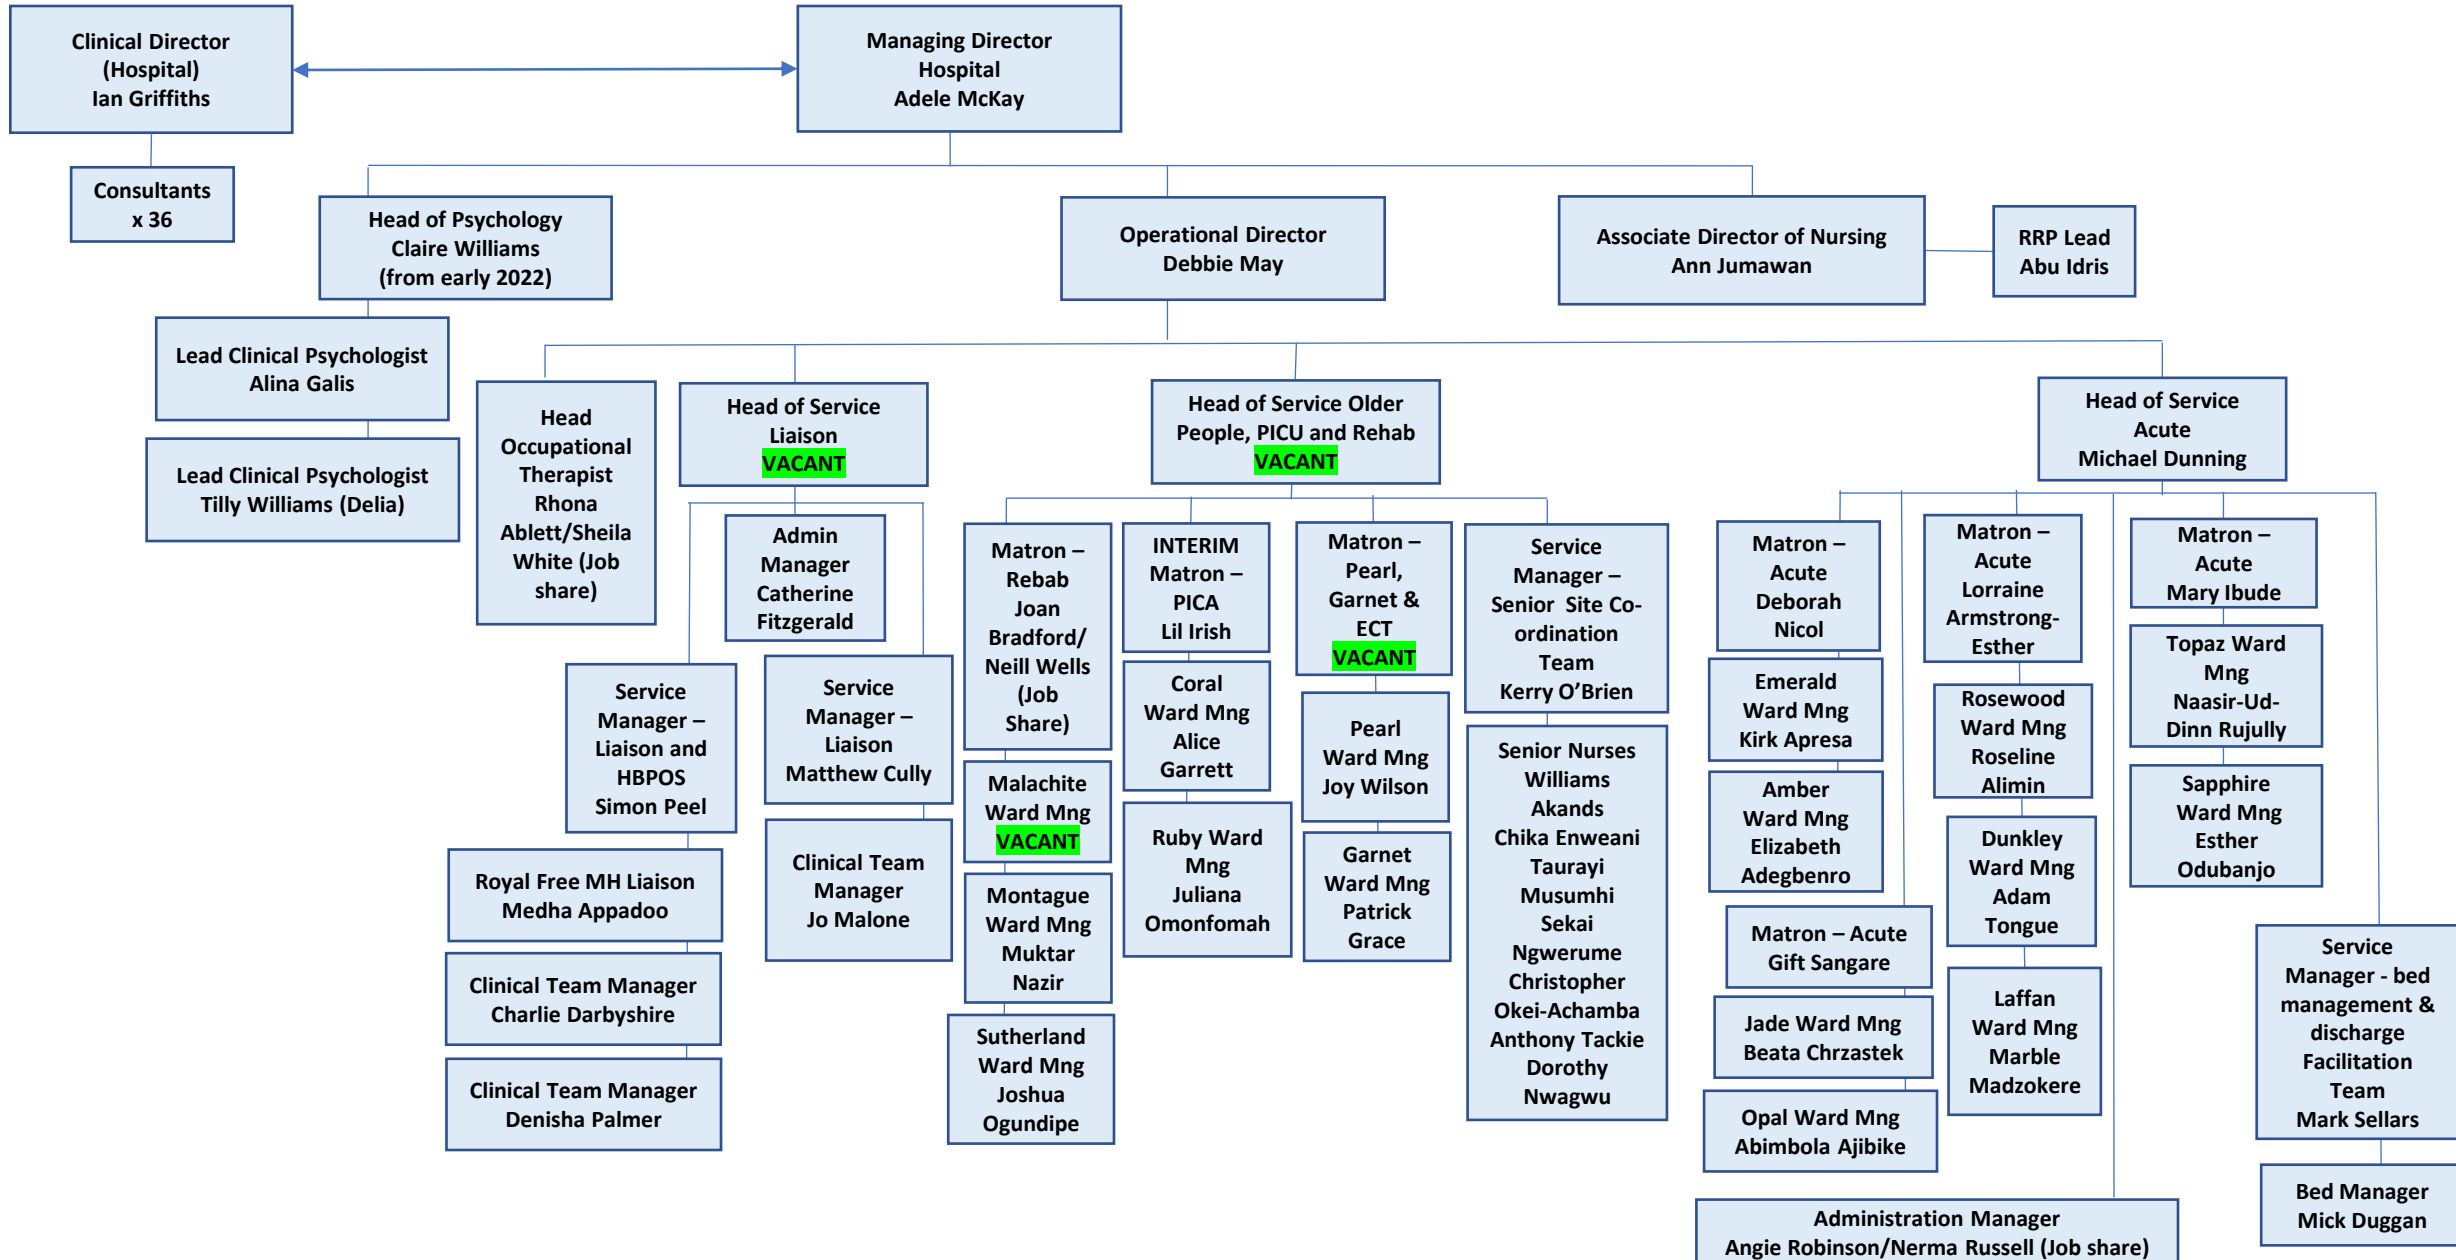 Clinical Director
(Hospital)
Ian Griffiths
Managing Director
Hospital
Adele McKay
Consultants
x 36
Head of Psychology
Claire Williams
(from early 2022)
Operational Director
Debbie May
Associate Director of Nursing
Ann Jumawan
RRP Lead
Abu Idris
Lead Clinical Psychologist
Alina Galis
Lead Clinical Psychologist
Tilly Williams (Delia)
Head
Occupational
Therapist
Rhona
Ablett/Sheila
White (Job
share)
Head of Service
Liaison
VACANT
Head of Service Older
People, PICU and Rehab
VACANT
Head of Service
Acute
Michael Dunning
Service
Manager –
Liaison and
HBPOS
Simon Peel
Royal Free MH Liaison
Medha Appadoo
Clinical Team Manager
Charlie Darbyshire
Clinical Team Manager
Denisha Palmer
Admin
Manager
Catherine
Fitzgerald
Service
Manager –
Liaison
Matthew Cully
Clinical Team
Manager
Jo Malone
Matron –
Rebab
Joan
Bradford/
Neill Wells
(Job
Share)
Malachite
Ward Mng
VACANT
Montague
Ward Mng
Muktar
Nazir
Sutherland
Ward Mng
Joshua
Ogundipe
INTERIM
Matron –
PICA
Lil Irish
Coral
Ward Mng
Alice
Garrett
Ruby Ward
Mng
Juliana
Omonfomah
Matron –
Pearl,
Garnet &
ECT
VACANT
Pearl
Ward Mng
Joy Wilson
Garnet
Ward Mng
Patrick
Grace
Service
Manager –
Senior Site Co-
ordination
Team
Kerry O’Brien
Senior Nurses
Williams
Akands
Chika Enweani
Taurayi
Musumhi
Sekai
Ngwerume
Christopher
Okei-Achamba
Anthony Tackie
Dorothy
Nwagwu
Matron –
Acute
Deborah
Nicol
Emerald
Ward Mng
Kirk Apresa
Amber
Ward Mng
Elizabeth
Adegbenro
Matron – Acute
Gift Sangare
Jade Ward Mng
Beata Chrzastek
Opal Ward Mng
Abimbola Ajibike
Matron –
Acute
Lorraine
Armstrong-
Esther
Rosewood
Ward Mng
Roseline
Alimin
Dunkley
Ward Mng
Adam
Tongue
Laffan
Ward Mng
Marble
Madzokere
Matron –
Acute
Mary Ibude
Topaz Ward
Mng
Naasir-Ud-
Dinn Rujully
Sapphire
Ward Mng
Esther
Odubanjo
Service
Manager - bed
management &
discharge
Facilitation
Team
Mark Sellars
Bed Manager
Mick Duggan
Administration Manager
Angie Robinson/Nerma Russell (Job share)